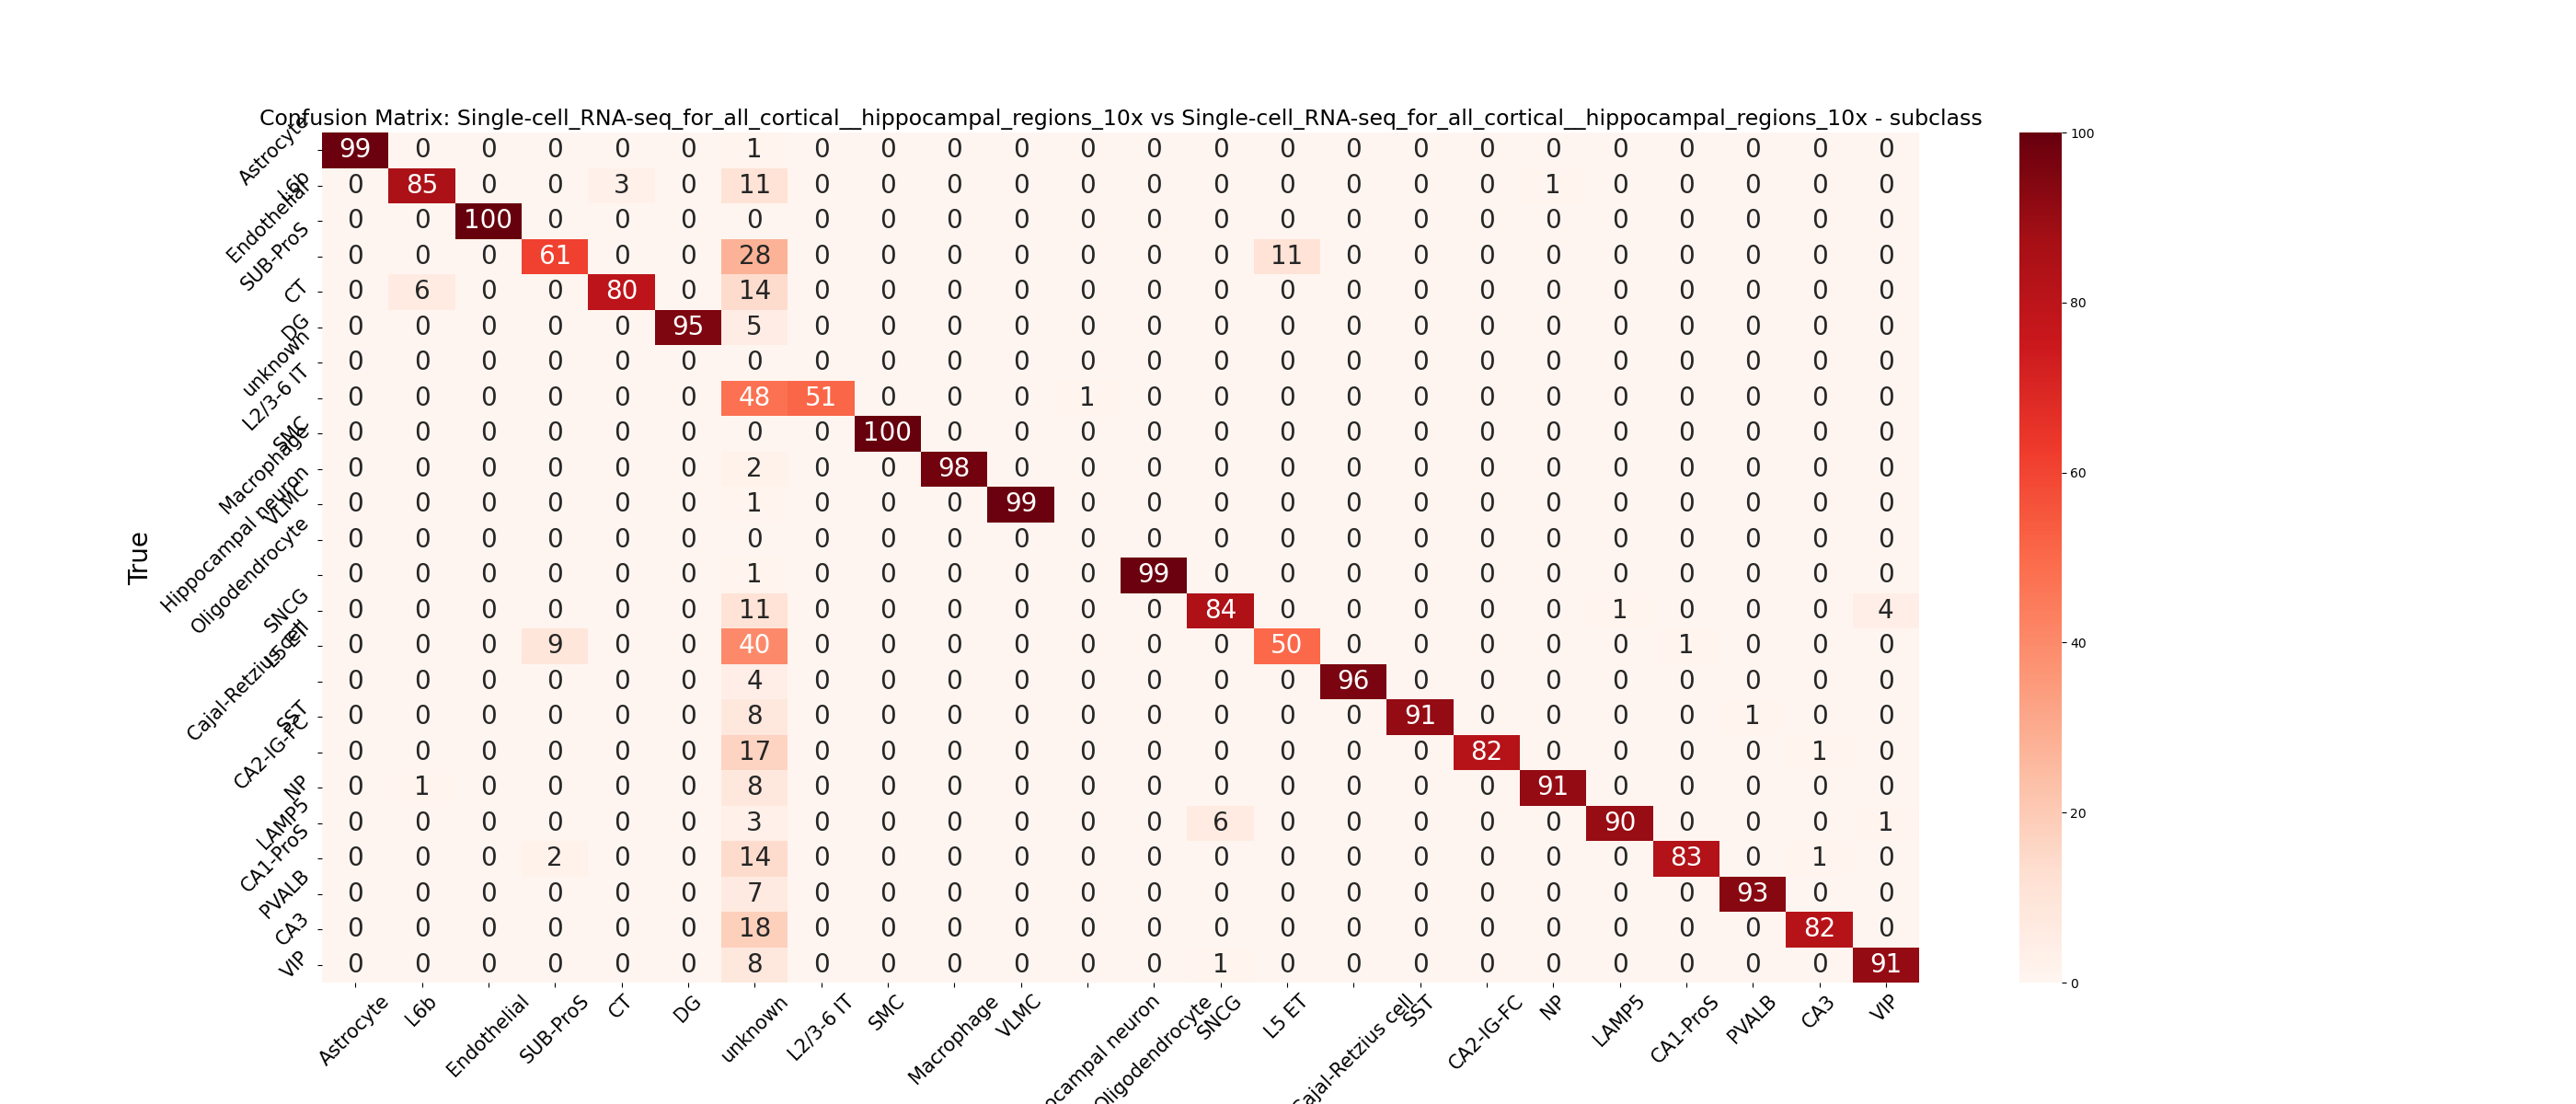 Confusion Matrix: Single-cell_RNA-seq_for_all_cortical__hippocampal_regions_10x vs Single-cell_RNA-seq_for_all_cortical__hippocampal_regions_10x - subclass
True
Astrocyte 99 0 0 0 0 0 1 0 0 0 0 0 0 0 0 0 0 0 0 0 0 0 0 0
L6b 0 85 0 0 3 0 11 0 0 0 0 0 0 0 0 0 0 0 1 0 0 0 0 0
Endothelial 0 0 100 0 0 0 0 0 0 0 0 0 0 0 0 0 0 0 0 0 0 0 0 0
SUB-ProS 0 0 0 61 0 0 28 0 0 0 0 0 0 0 11 0 0 0 0 0 0 0 0 0
CT 0 6 0 0 80 0 14 0 0 0 0 0 0 0 0 0 0 0 0 0 0 0 0 0
DG 0 0 0 0 0 95 5 0 0 0 0 0 0 0 0 0 0 0 0 0 0 0 0 0
unknown 0 0 0 0 0 0 0 0 0 0 0 0 0 0 0 0 0 0 0 0 0 0 0 0
L2/3-6 IT 0 0 0 0 0 0 48 51 0 0 0 1 0 0 0 0 0 0 0 0 0 0 0 0
SMC 0 0 0 0 0 0 0 0 100 0 0 0 0 0 0 0 0 0 0 0 0 0 0 0
Macrophage 0 0 0 0 0 0 2 0 0 98 0 0 0 0 0 0 0 0 0 0 0 0 0 0
VLMC 0 0 0 0 0 0 1 0 0 0 99 0 0 0 0 0 0 0 0 0 0 0 0 0
Hippocampal neuron 0 0 0 0 0 0 0 0 0 0 0 0 0 0 0 0 0 0 0 0 0 0 0 0
Oligodendrocyte 0 0 0 0 0 0 1 0 0 0 0 0 99 0 0 0 0 0 0 0 0 0 0 0
SNCG 0 0 0 0 0 0 11 0 0 0 0 0 0 84 0 0 0 0 0 1 0 0 0 4
L5 ET 0 0 0 9 0 0 40 0 0 0 0 0 0 0 50 0 0 0 0 0 1 0 0 0
Cajal-Retzius cell 0 0 0 0 0 0 4 0 0 0 0 0 0 0 0 96 0 0 0 0 0 0 0 0
SST 0 0 0 0 0 0 8 0 0 0 0 0 0 0 0 0 91 0 0 0 0 1 0 0
CA2-IG-FC 0 0 0 0 0 0 17 0 0 0 0 0 0 0 0 0 0 82 0 0 0 0 1 0
NP 0 1 0 0 0 0 8 0 0 0 0 0 0 0 0 0 0 0 91 0 0 0 0 0
LAMP5 0 0 0 0 0 0 3 0 0 0 0 0 0 6 0 0 0 0 0 90 0 0 0 1
CA1-ProS 0 0 0 2 0 0 14 0 0 0 0 0 0 0 0 0 0 0 0 0 83 0 1 0
PVALB 0 0 0 0 0 0 7 0 0 0 0 0 0 0 0 0 0 0 0 0 0 93 0 0
CA3 0 0 0 0 0 0 18 0 0 0 0 0 0 0 0 0 0 0 0 0 0 0 82 0
VIP 0 0 0 0 0 0 8 0 0 0 0 0 0 1 0 0 0 0 0 0 0 0 0 91
Astrocyte L6b Endothelial SUB-ProS CT DG unknown L2/3-6 IT SMC Macrophage VLMC ocampal neuron Oligodendrocyte SNCG L5 ET Cajal-Retzius cell SST CA2-IG-FC NP LAMP5 CA1-ProS PVALB CA3 VIP
100
80
60
40
20
0